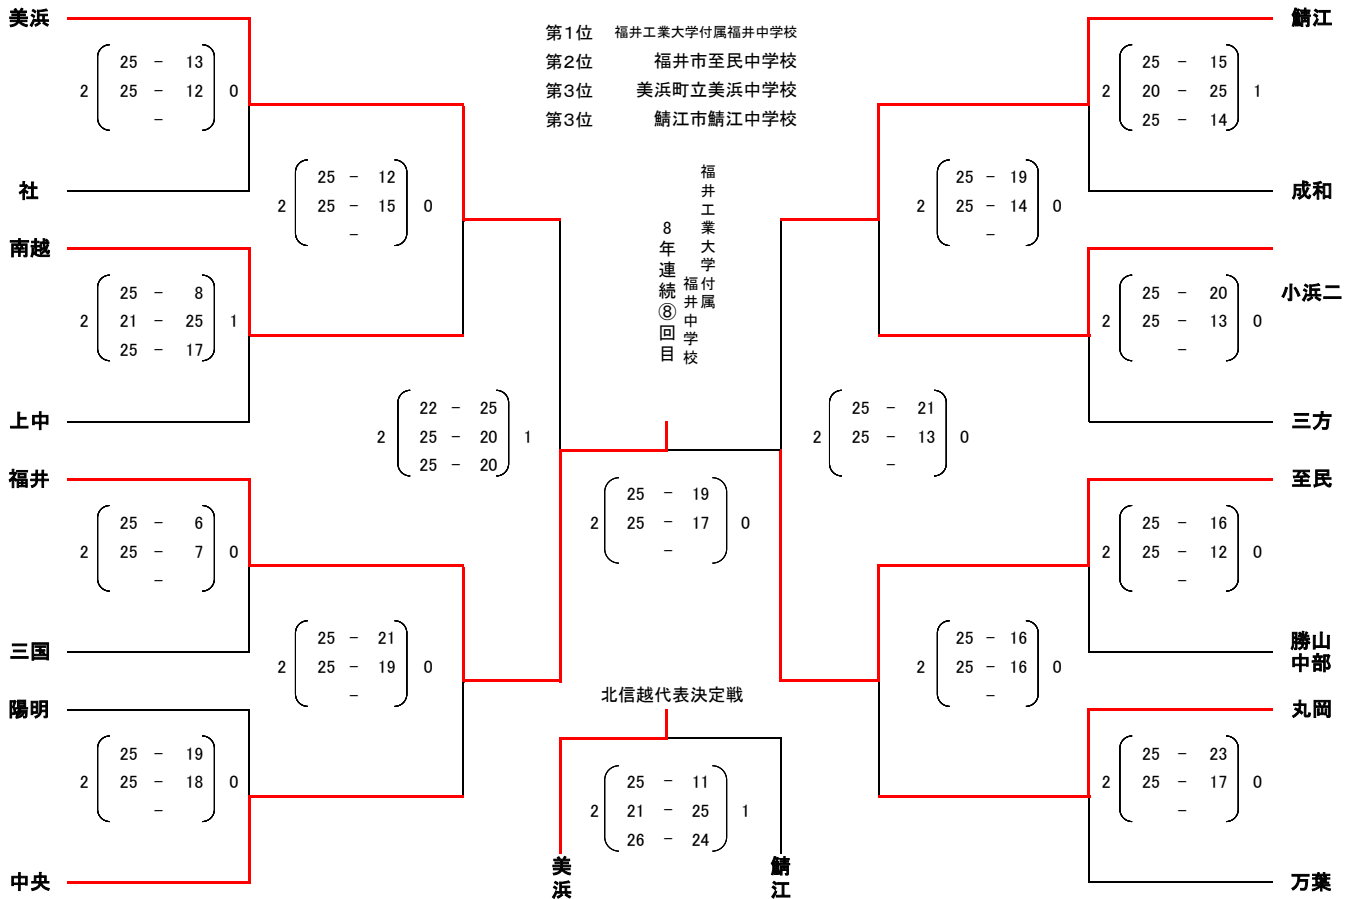 第1位 福井工業大学付属福井中学校
第2位 福井市至民中学校
第3位 美浜町立美浜中学校
第3位 鯖江市鯖江中学校
福井工業大学付属
福井中学校
8年連続⑧回目
美浜
25 － 13
2 25 － 12 0
－
社
25 － 12
2 25 － 15 0
－
南越
25 － 8
2 21 － 25 1
25 － 17
上中
22 － 25
2 25 － 20 1
25 － 20
福井
25 － 6
2 25 － 7 0
－
三国
25 － 21
2 25 － 19 0
－
陽明
25 － 19
2 25 － 18 0
－
中央
25 － 19
2 25 － 17 0
－
北信越代表決定戦
25 － 11
2 21 － 25 1
26 － 24
美浜
鯖江
鯖江
25 － 15
2 20 － 25 1
25 － 14
成和
25 － 19
2 25 － 14 0
－
小浜二
25 － 20
2 25 － 13 0
－
三方
25 － 21
2 25 － 13 0
－
至民
25 － 16
2 25 － 12 0
－
勝山
中部
25 － 16
2 25 － 16 0
－
丸岡
25 － 23
2 25 － 17 0
－
万葉